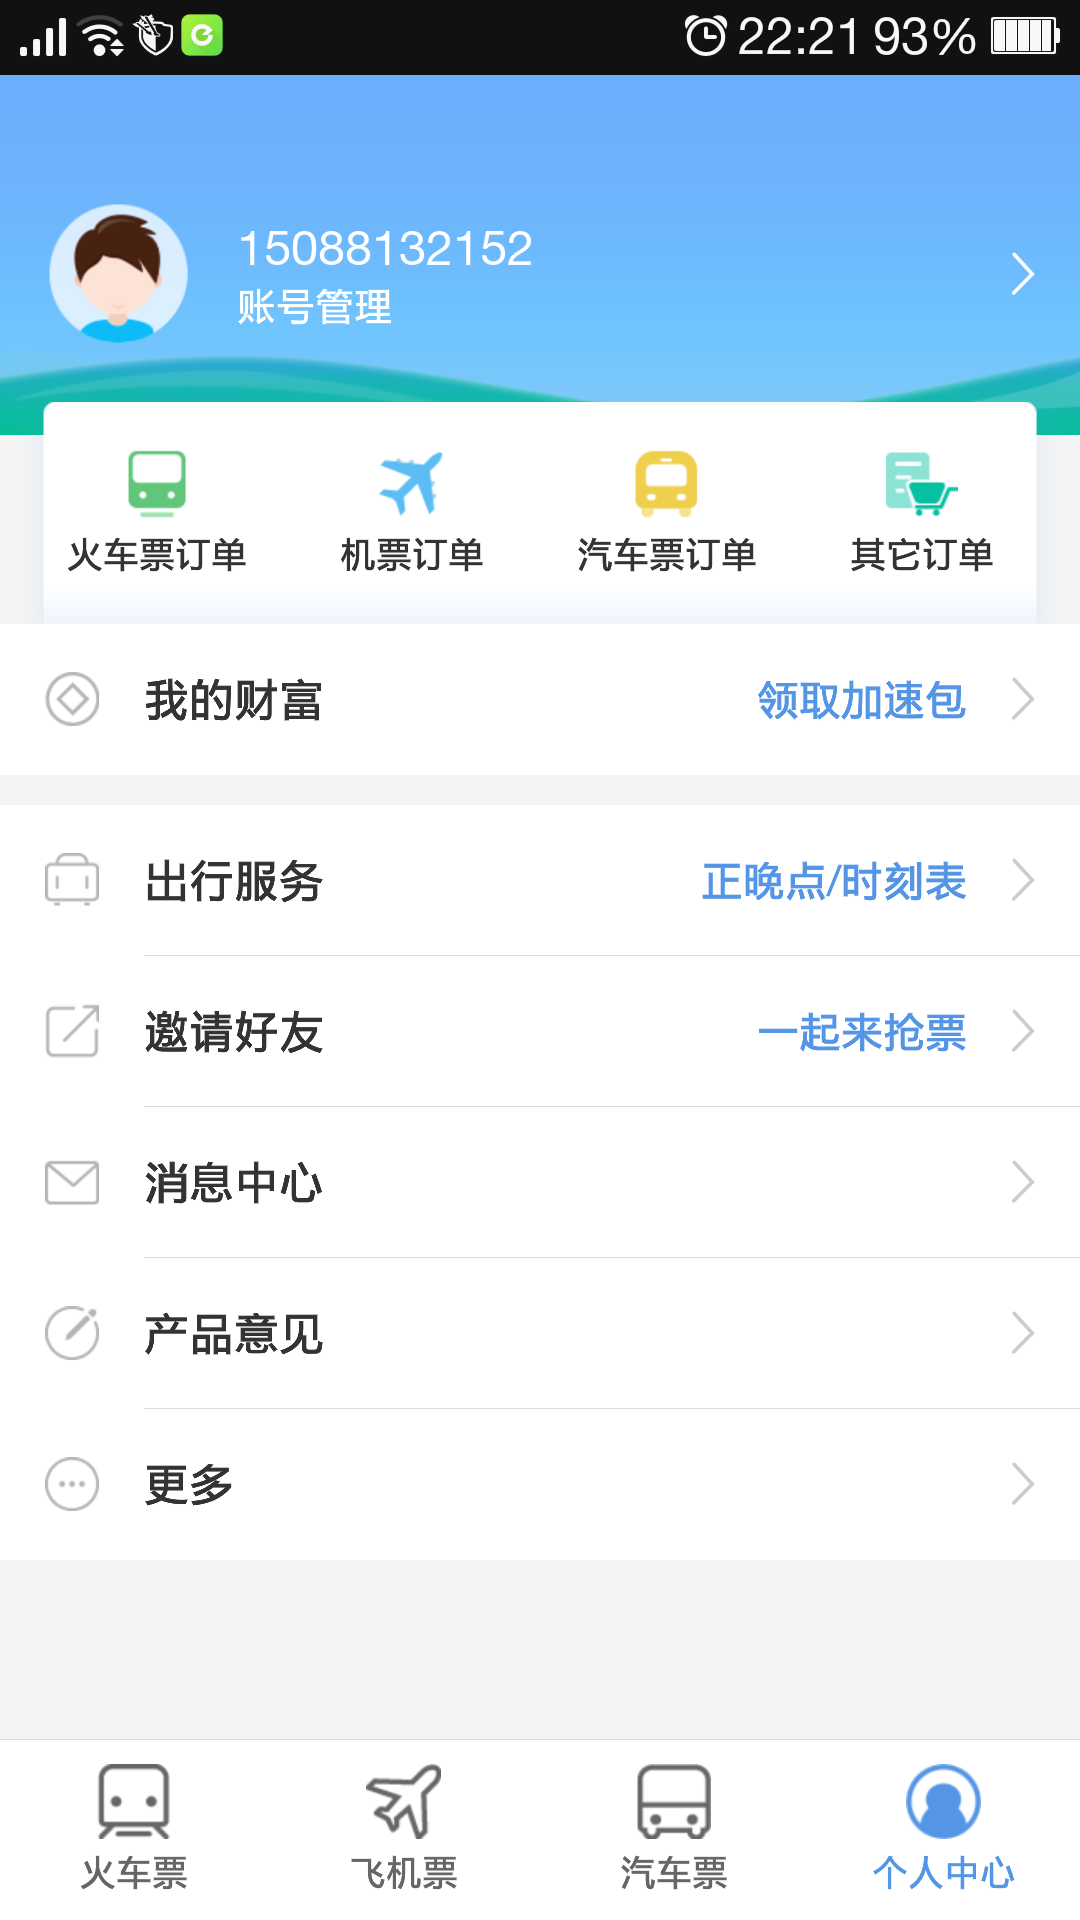 22:21 93%
15088132152
账号管理
火车票订单 机票订单 汽车票订单 其它订单
我的财富 领取加速包
出行服务 正晚点/时刻表
邀请好友 一起来抢票
消息中心
产品意见
更多
火车票 飞机票 汽车票 个人中心